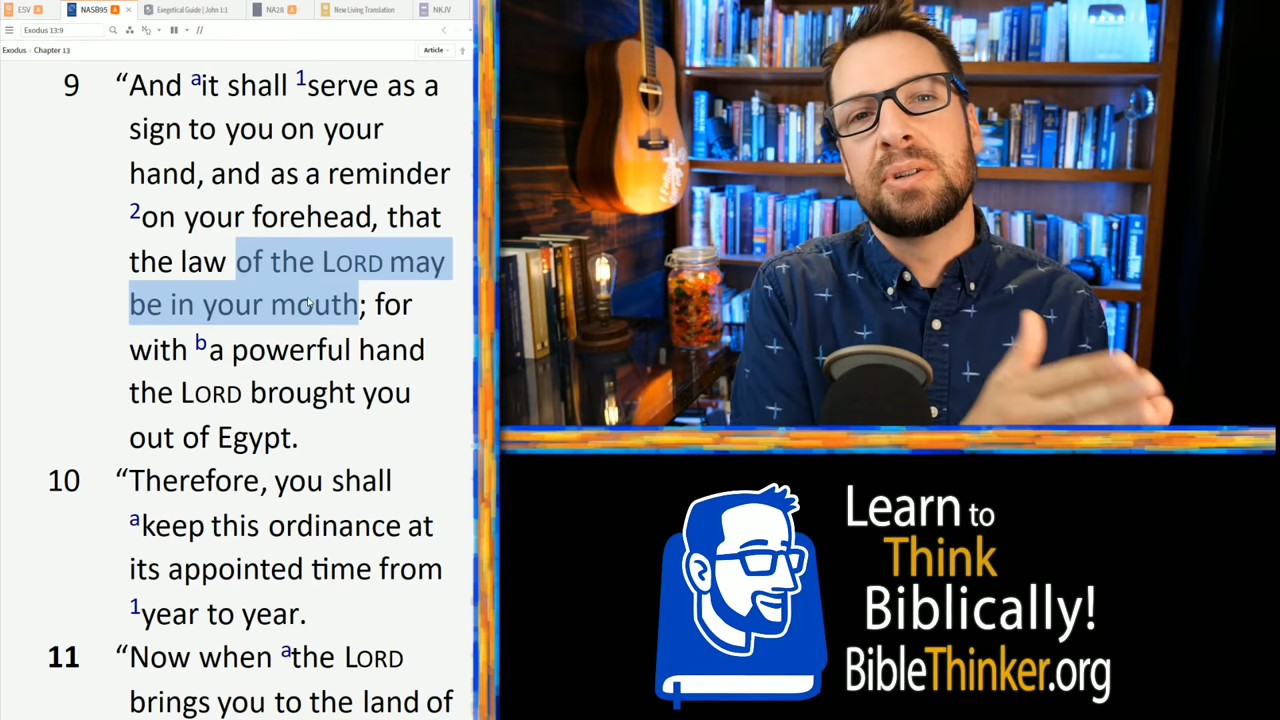 ESV A NASB95 A × Exegetical Guide | John 1:1 NA28 A New Living Translation NKJV
Exodus 13:9
Exodus › Chapter 13 Article
9 “And ait shall 1serve as a
sign to you on your
hand, and as a reminder
2on your forehead, that
the law of the LORD may
be in your mouth; for
with ba powerful hand
the LORD brought you
out of Egypt.
10 “Therefore, you shall
akeep this ordinance at
its appointed time from
1year to year.
11 “Now when athe LORD
brings you to the land of
Learn to
Think
Biblically!
BibleThinker.org